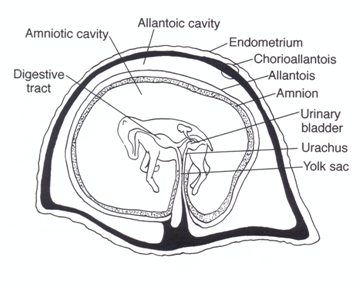 Allantoic cavity
Amniotic cavity
Endometrium
Chorioallantois
Digestive
tract
Allantois
Amnion
Urinary
bladder
Urachus
Yolk sac